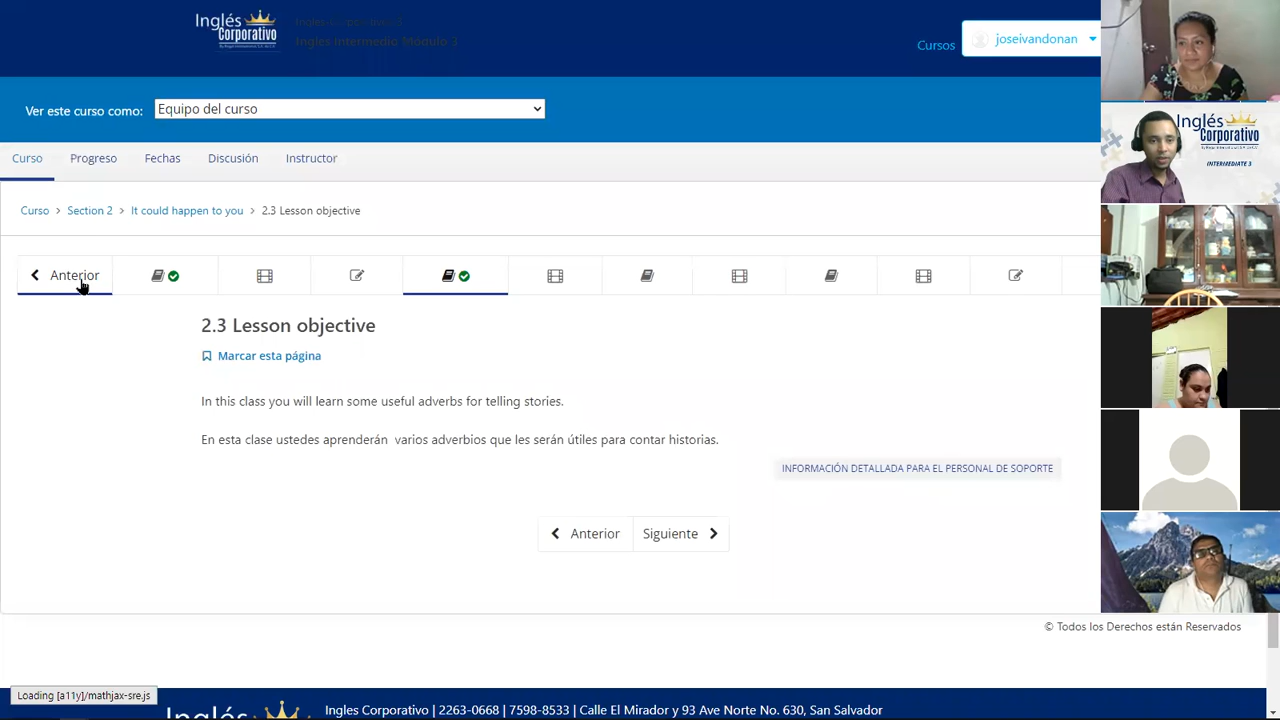 Inglés
Corporativo
Ingles Intermedio Módulo 3
Cursos
joseivandonan
Ver este curso como:
Equipo del curso
Curso
Progreso
Fechas
Discusión
Instructor
Curso > Section 2 > It could happen to you > 2.3 Lesson objective
Anterior
2.3 Lesson objective
Marcar esta página
In this class you will learn some useful adverbs for telling stories.
En esta clase ustedes aprenderán varios adverbios que les serán útiles para contar historias.
INFORMACIÓN DETALLADA PARA EL PERSONAL DE SOPORTE
Anterior
Siguiente
© Todos los Derechos están Reservados
Loading [a11y]/mathjax-sre.js
Ingles Corporativo | 2263-0668 | 7598-8533 | Calle El Mirador y 93 Ave Norte No. 630, San Salvador
Inglés
Corporativo
INTERMEDIATE 3